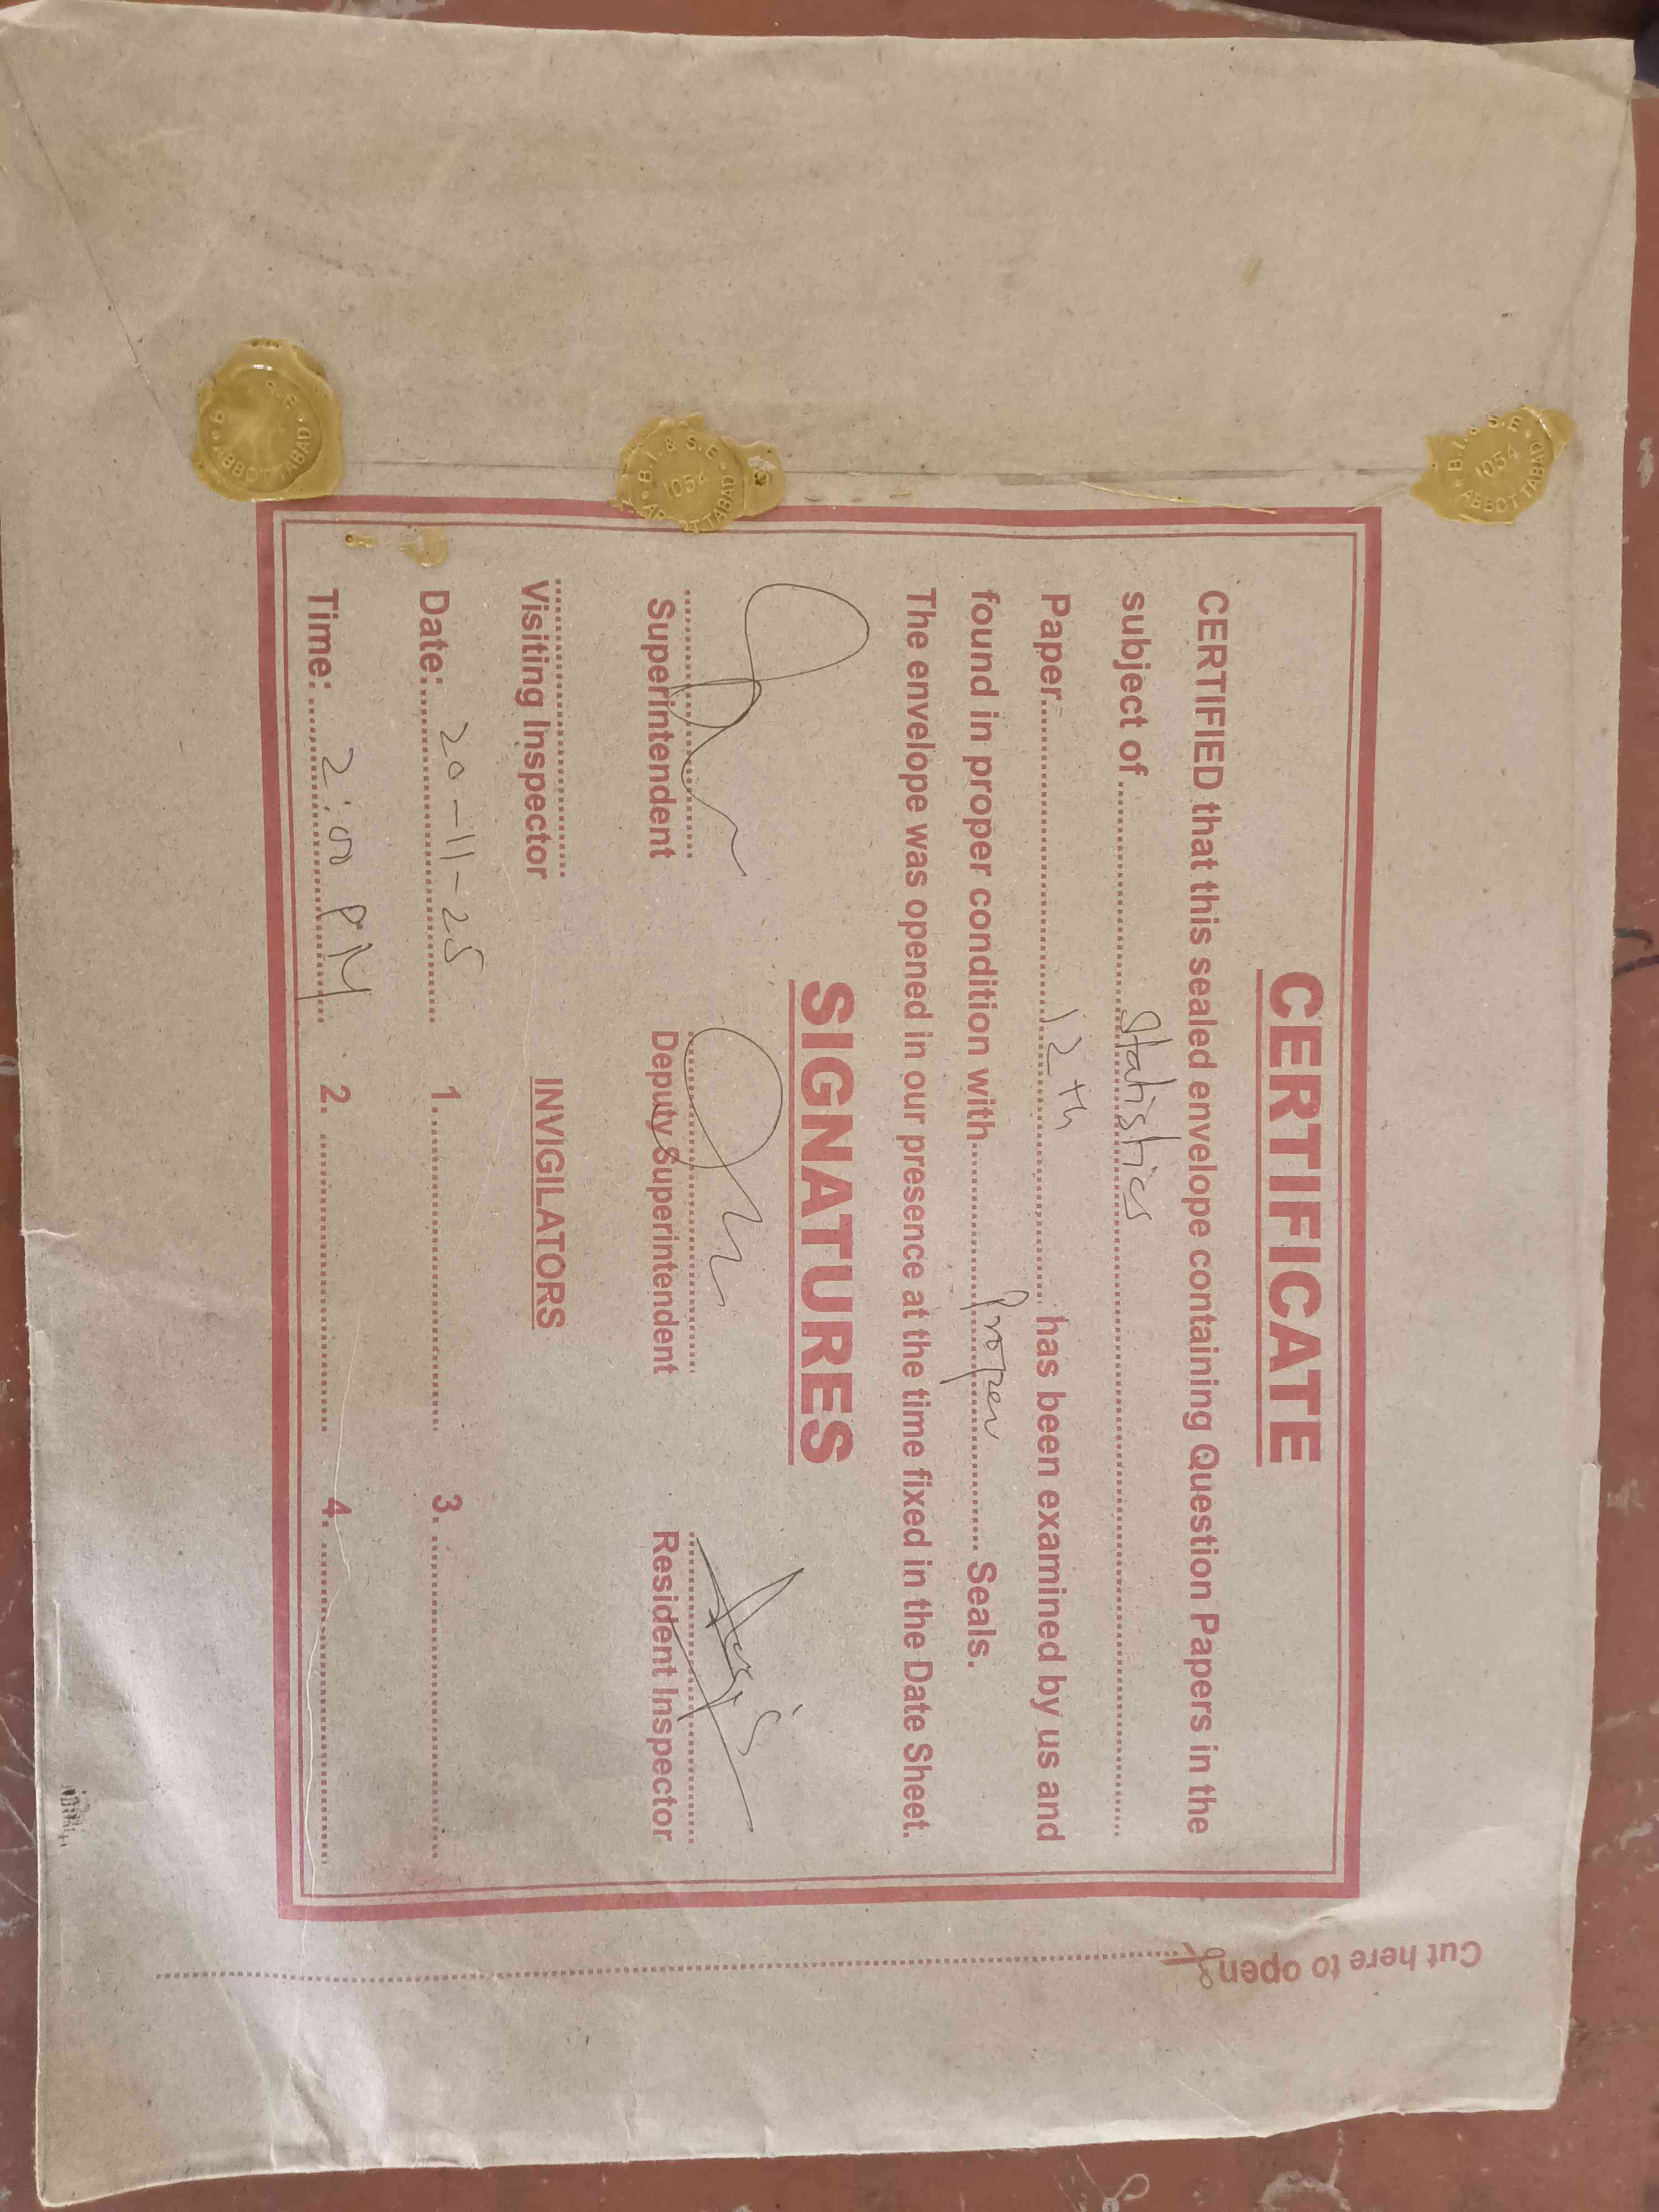 CERTIFICATE
CERTIFIED that this sealed envelope containing Question Papers in the
subject of ........ Statistics ........
Paper........ 12th ........ has been examined by us and
found in proper condition with........ Proper ........ Seals.
The envelope was opened in our presence at the time fixed in the Date Sheet.
SIGNATURES
Superintendent Deputy Superintendent Resident Inspector
Visiting Inspector INVIGILATORS
Date: 20-11-25 1. ........ 3. ........
Time: 2:00 PM 2. ........ 4. ........
Cut here to open
B.I. & S.E. ABBOTTABAD
1054
B.I. & S.E. ABBOTTABAD
1054
ABBOTTABAD